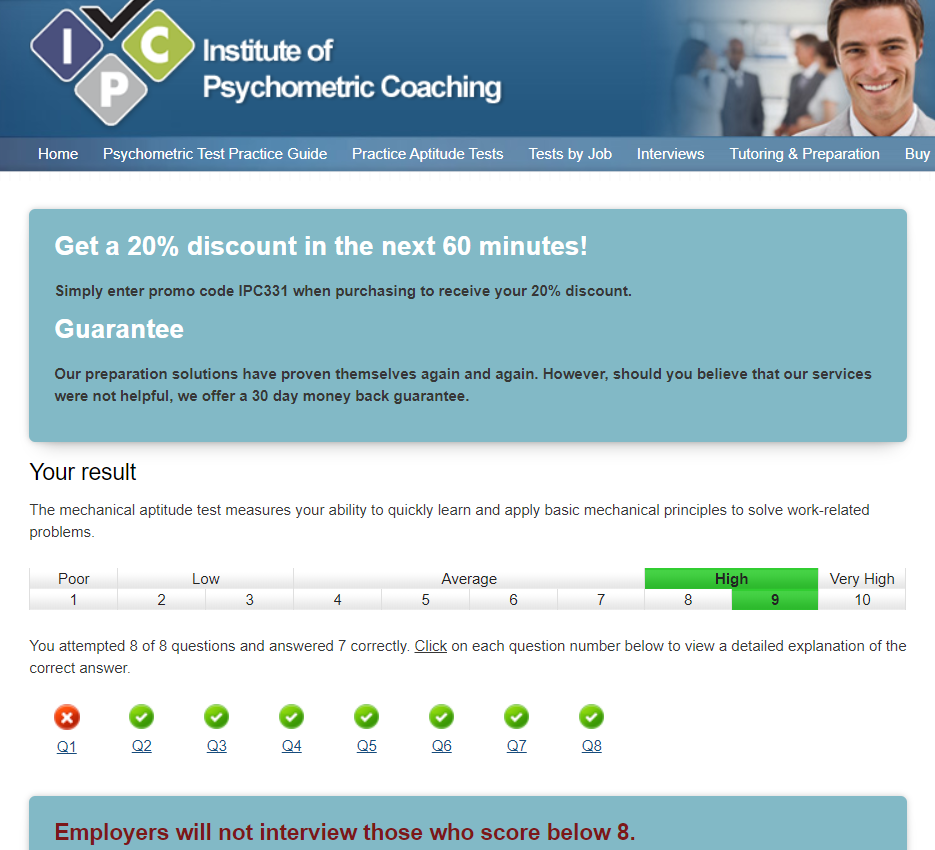 I C P
Institute of
Psychometric Coaching
Home Psychometric Test Practice Guide Practice Aptitude Tests Tests by Job Interviews Tutoring & Preparation Buy
Get a 20% discount in the next 60 minutes!
Simply enter promo code IPC331 when purchasing to receive your 20% discount.
Guarantee
Our preparation solutions have proven themselves again and again. However, should you believe that our services
were not helpful, we offer a 30 day money back guarantee.
Your result
The mechanical aptitude test measures your ability to quickly learn and apply basic mechanical principles to solve work-related
problems.
Poor Low Average High Very High
1 2 3 4 5 6 7 8 9 10
You attempted 8 of 8 questions and answered 7 correctly. Click on each question number below to view a detailed explanation of the
correct answer.
Q1 Q2 Q3 Q4 Q5 Q6 Q7 Q8
Employers will not interview those who score below 8.